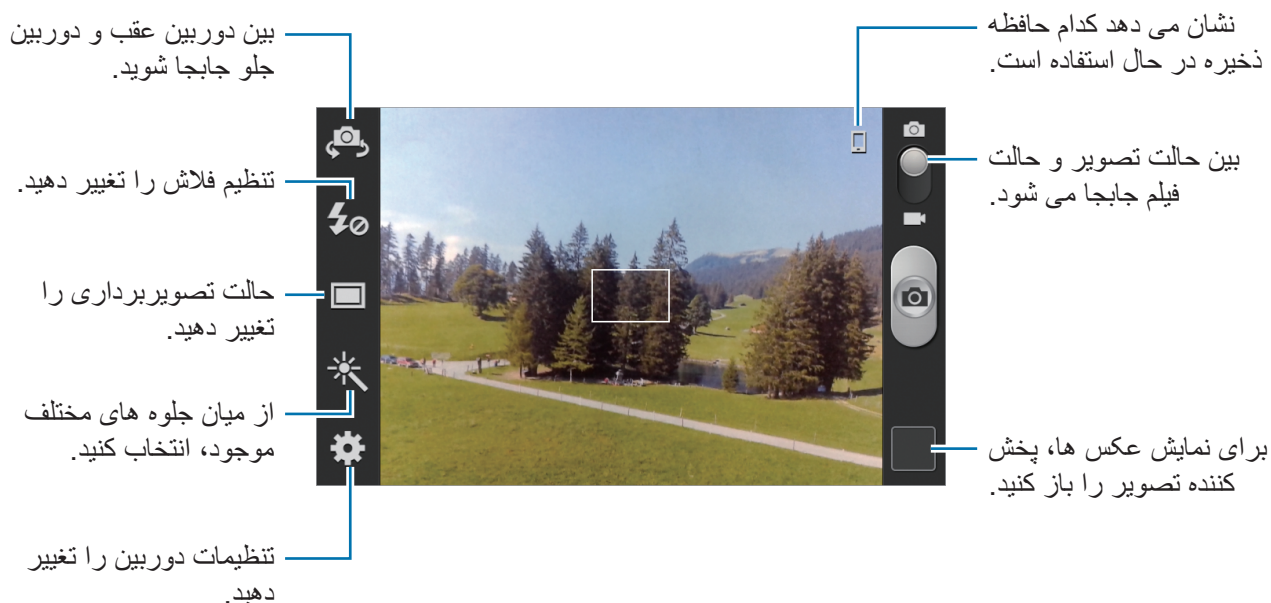 نشان می دهد کدام حافظه
ذخیره در حال استفاده است.
بین حالت تصویر و حالت
فیلم جابجا می شود.
برای نمایش عکس ها، پخش
کننده تصویر را باز کنید.
بین دوربین عقب و دوربین
جلو جابجا شوید.
تنظیم فلاش را تغییر دهید.
حالت تصویربرداری را
تغییر دهید.
از میان جلوه های مختلف
موجود، انتخاب کنید.
تنظیمات دوربین را تغییر
دهید.